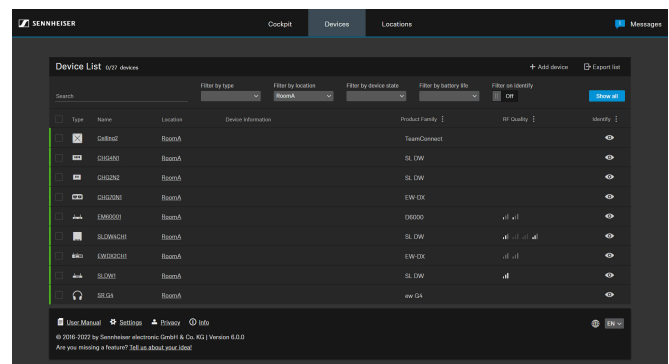 SENNHEISER Cockpit Devices Locations Messages
Device List 0/27 devices + Add device Export list
Filter by type Filter by location Filter by device state Filter by battery life Filter on identify
Search RoomA Off Show all
Type Name Location Device Information Product Family RF Quality Identify
Ceiling2 RoomA TeamConnect
CHG4N1 RoomA SL DW
CHG2N2 RoomA SL DW
CHG70N1 RoomA EW-DX
EM60001 RoomA D6000
SLDW4CH1 RoomA SL DW
EWDX2CH1 RoomA EW-DX
SLDW1 RoomA SL DW
SR G4 RoomA ew G4
User Manual Settings Privacy Info EN
© 2016-2022 by Sennheiser electronic GmbH & Co. KG | Version 6.0.0
Are you missing a feature? Tell us about your idea!